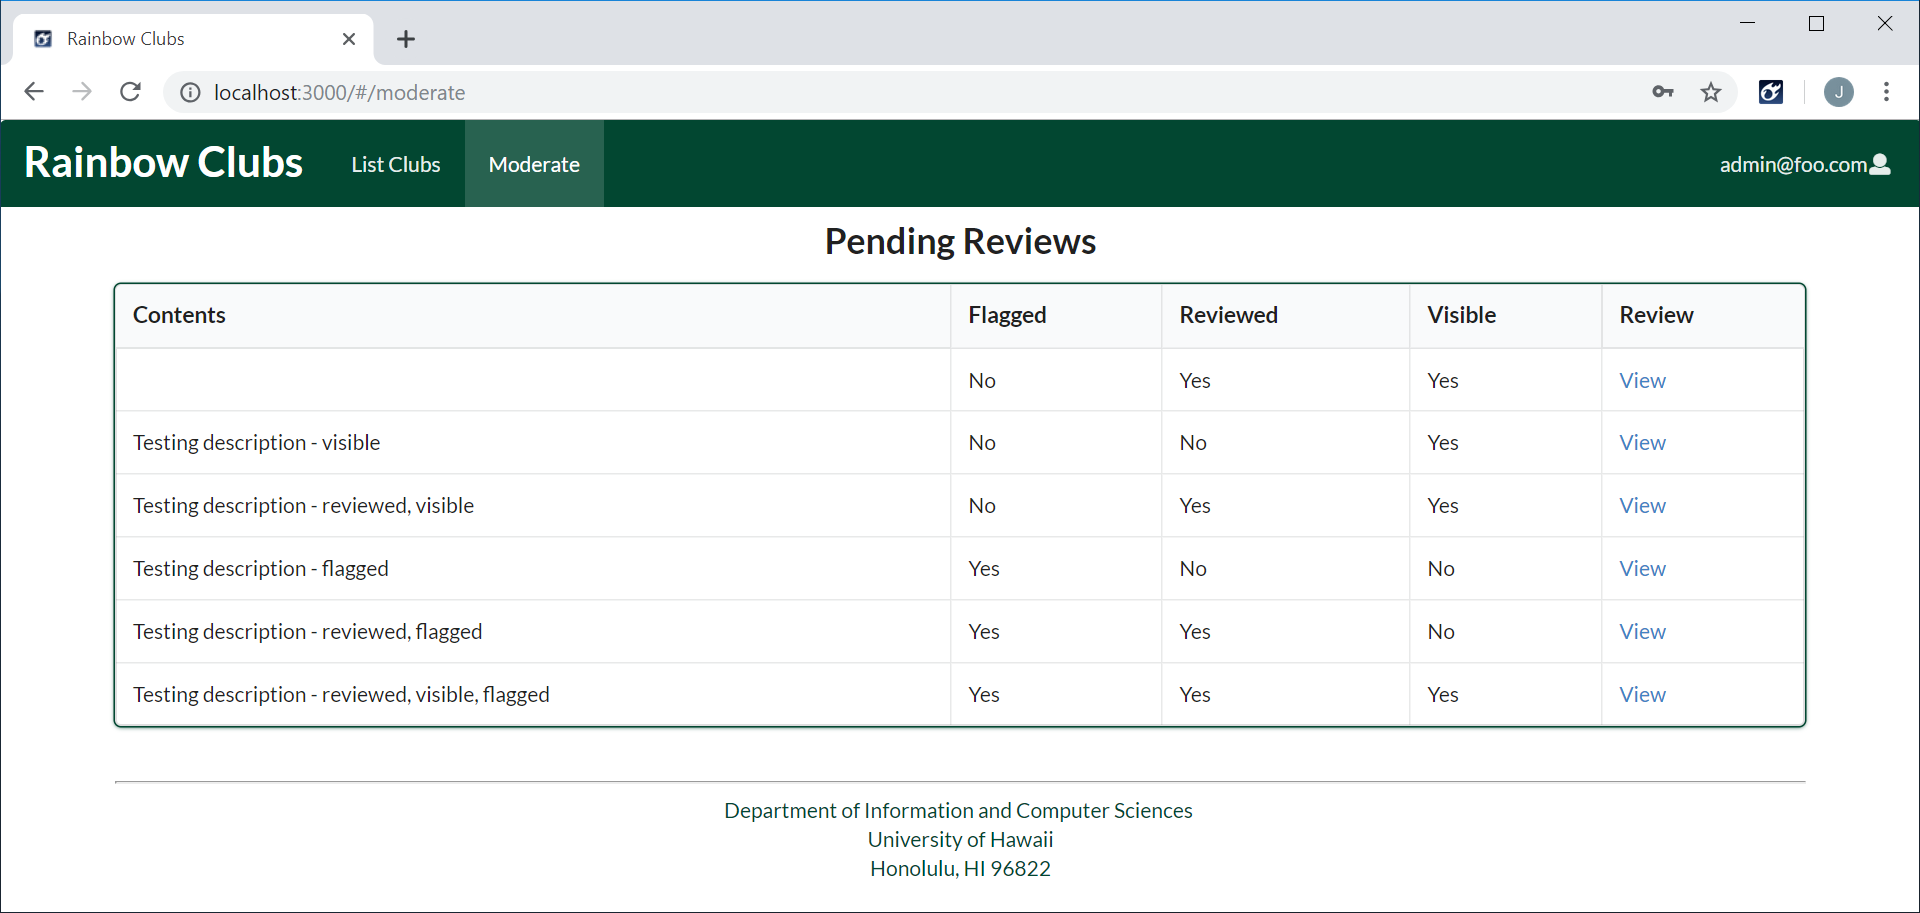 Rainbow Clubs
localhost:3000/#/moderate
J
Rainbow Clubs List Clubs Moderate admin@foo.com
Pending Reviews
Contents Flagged Reviewed Visible Review
No Yes Yes View
Testing description - visible No No Yes View
Testing description - reviewed, visible No Yes Yes View
Testing description - flagged Yes No No View
Testing description - reviewed, flagged Yes Yes No View
Testing description - reviewed, visible, flagged Yes Yes Yes View
Department of Information and Computer Sciences
University of Hawaii
Honolulu, HI 96822